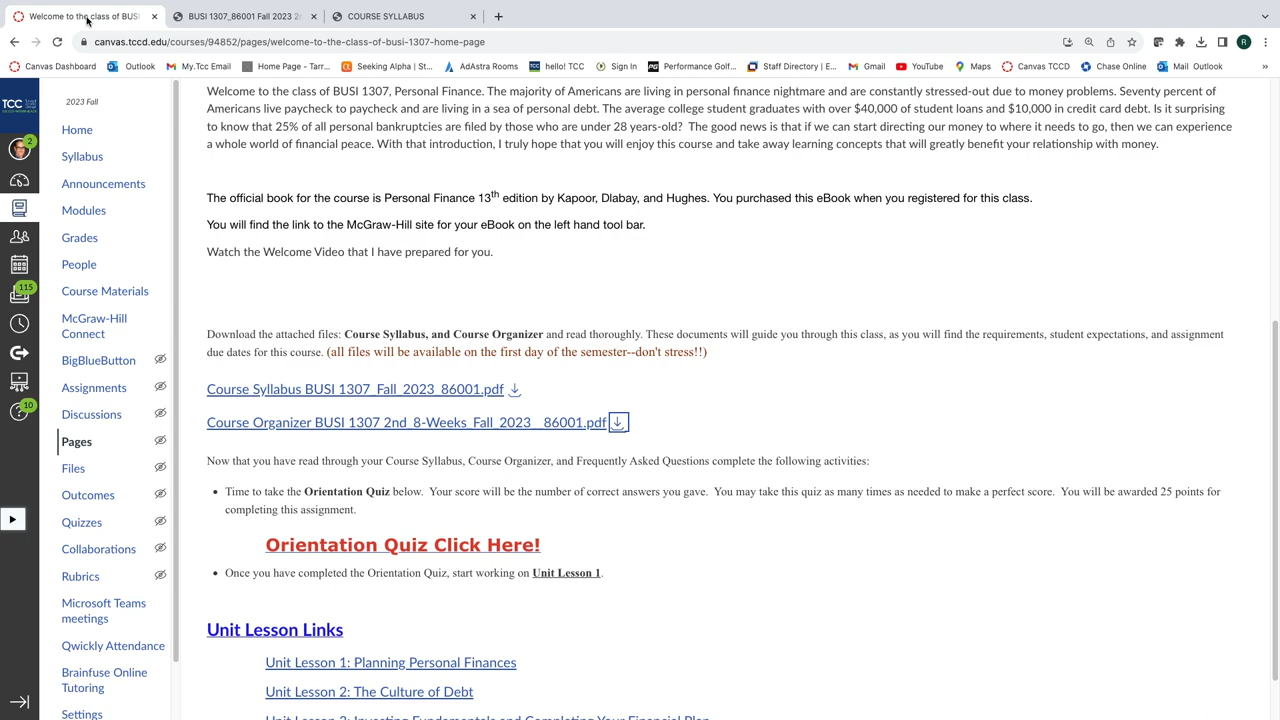 Welcome to the class of BUSI
BUSI 1307_86001 Fall 2023 2
COURSE SYLLABUS
canvas.tccd.edu/courses/94852/pages/welcome-to-the-class-of-busi-1307-home-page
R
Canvas Dashboard
Outlook
My.Tcc Email
Home Page - Tarr...
Seeking Alpha | St...
AdAstra Rooms
hello! TCC
Sign In
Performance Golf...
Staff Directory | E...
Gmail
YouTube
Maps
Canvas TCCD
Chase Online
Mail Outlook
TCC
2
115
10
2023 Fall
Home
Syllabus
Announcements
Modules
Grades
People
Course Materials
McGraw-Hill
Connect
BigBlueButton
Assignments
Discussions
Pages
Files
Outcomes
Quizzes
Collaborations
Rubrics
Microsoft Teams
meetings
Qwickly Attendance
Brainfuse Online
Tutoring
Settings
Welcome to the class of BUSI 1307, Personal Finance. The majority of Americans are living in personal finance nightmare and are constantly stressed-out due to money problems. Seventy percent of
Americans live paycheck to paycheck and are living in a sea of personal debt. The average college student graduates with over $40,000 of student loans and $10,000 in credit card debt. Is it surprising
to know that 25% of all personal bankruptcies are filed by those who are under 28 years-old? The good news is that if we can start directing our money to where it needs to go, then we can experience
a whole world of financial peace. With that introduction, I truly hope that you will enjoy this course and take away learning concepts that will greatly benefit your relationship with money.
The official book for the course is Personal Finance 13th edition by Kapoor, Dlabay, and Hughes. You purchased this eBook when you registered for this class.
You will find the link to the McGraw-Hill site for your eBook on the left hand tool bar.
Watch the Welcome Video that I have prepared for you.
Download the attached files: Course Syllabus, and Course Organizer and read thoroughly. These documents will guide you through this class, as you will find the requirements, student expectations, and assignment
due dates for this course. (all files will be available on the first day of the semester--don't stress!!)
Course Syllabus BUSI 1307_Fall_2023_86001.pdf
Course Organizer BUSI 1307 2nd_8-Weeks_Fall_2023__86001.pdf
Now that you have read through your Course Syllabus, Course Organizer, and Frequently Asked Questions complete the following activities:
Time to take the Orientation Quiz below. Your score will be the number of correct answers you gave. You may take this quiz as many times as needed to make a perfect score. You will be awarded 25 points for
completing this assignment.
Orientation Quiz Click Here!
Once you have completed the Orientation Quiz, start working on Unit Lesson 1.
Unit Lesson Links
Unit Lesson 1: Planning Personal Finances
Unit Lesson 2: The Culture of Debt
Unit Lesson 3: Investing Fundamentals and Completing Your Financial Plan